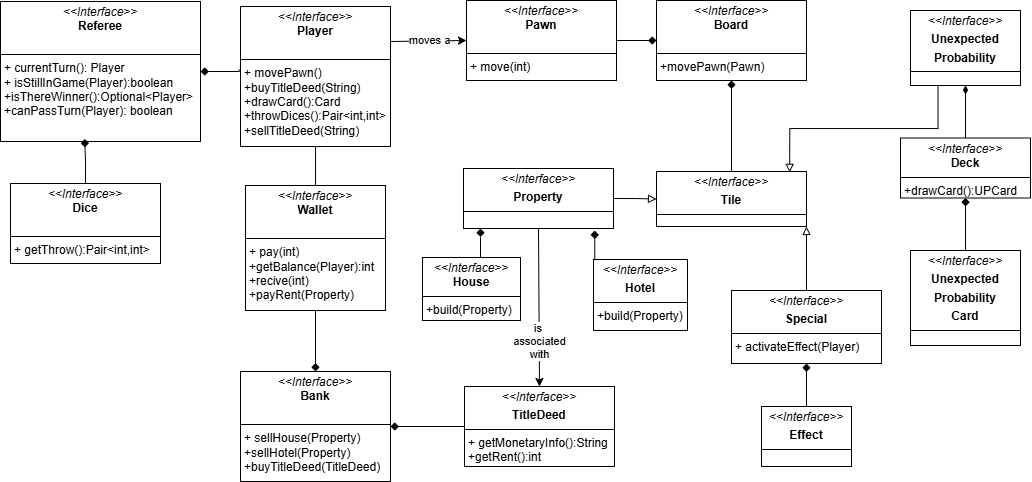 <<Interface>>
Referee
+ currentTurn(): Player
+ isStillInGame(Player):boolean
+isThereWinner():Optional<Player>
+canPassTurn(Player): boolean
<<Interface>>
Player
+ movePawn()
+buyTitleDeed(String)
+drawCard():Card
+throwDices():Pair<int,int>
+sellTitleDeed(String)
moves a
<<Interface>>
Pawn
+ move(int)
<<Interface>>
Board
+movePawn(Pawn)
<<Interface>>
Unexpected
Probability
<<Interface>>
Deck
+drawCard():UPCard
<<Interface>>
Dice
+ getThrow():Pair<int,int>
<<Interface>>
Wallet
+ pay(int)
+getBalance(Player):int
+recive(int)
+payRent(Property)
<<Interface>>
Property
<<Interface>>
Tile
<<Interface>>
House
+build(Property)
<<Interface>>
Hotel
+build(Property)
<<Interface>>
Unexpected
Probability
Card
<<Interface>>
Special
+ activateEffect(Player)
is
associated
with
<<Interface>>
Bank
+ sellHouse(Property)
+sellHotel(Property)
+buyTitleDeed(TitleDeed)
<<Interface>>
TitleDeed
+ getMonetaryInfo():String
+getRent():int
<<Interface>>
Effect